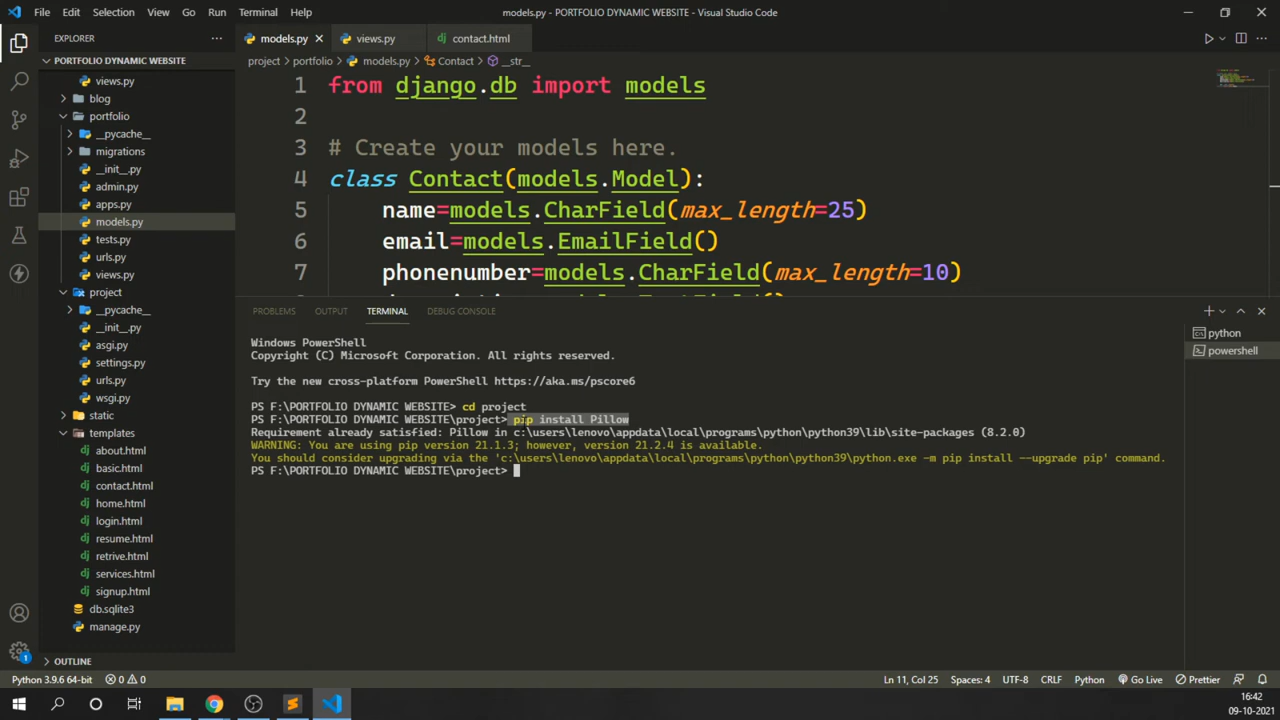 File Edit Selection View Go Run Terminal Help
models.py - PORTFOLIO DYNAMIC WEBSITE - Visual Studio Code
EXPLORER
PORTFOLIO DYNAMIC WEBSITE
views.py
blog
portfolio
__pycache__
migrations
__init__.py
admin.py
apps.py
models.py
tests.py
urls.py
views.py
project
__pycache__
__init__.py
asgi.py
settings.py
urls.py
wsgi.py
static
templates
about.html
basic.html
contact.html
home.html
login.html
resume.html
retrive.html
services.html
signup.html
db.sqlite3
manage.py
OUTLINE
models.py views.py contact.html
project > portfolio > models.py > Contact > __str__
1 from django.db import models
2
3 # Create your models here.
4 class Contact(models.Model):
5 name=models.CharField(max_length=25)
6 email=models.EmailField()
7 phonenumber=models.CharField(max_length=10)
PROBLEMS OUTPUT TERMINAL DEBUG CONSOLE
python
powershell
Windows PowerShell
Copyright (C) Microsoft Corporation. All rights reserved.
Try the new cross-platform PowerShell https://aka.ms/pscore6
PS F:\PORTFOLIO DYNAMIC WEBSITE> cd project
PS F:\PORTFOLIO DYNAMIC WEBSITE\project> pip install Pillow
Requirement already satisfied: Pillow in c:\users\lenovo\appdata\local\programs\python\python39\lib\site-packages (8.2.0)
WARNING: You are using pip version 21.1.3; however, version 21.2.4 is available.
You should consider upgrading via the 'c:\users\lenovo\appdata\local\programs\python\python39\python.exe -m pip install --upgrade pip' command.
PS F:\PORTFOLIO DYNAMIC WEBSITE\project>
1
Python 3.9.6 64-bit 0 0 Ln 11, Col 25 Spaces: 4 UTF-8 CRLF Python Go Live Prettier
16:42
09-10-2021